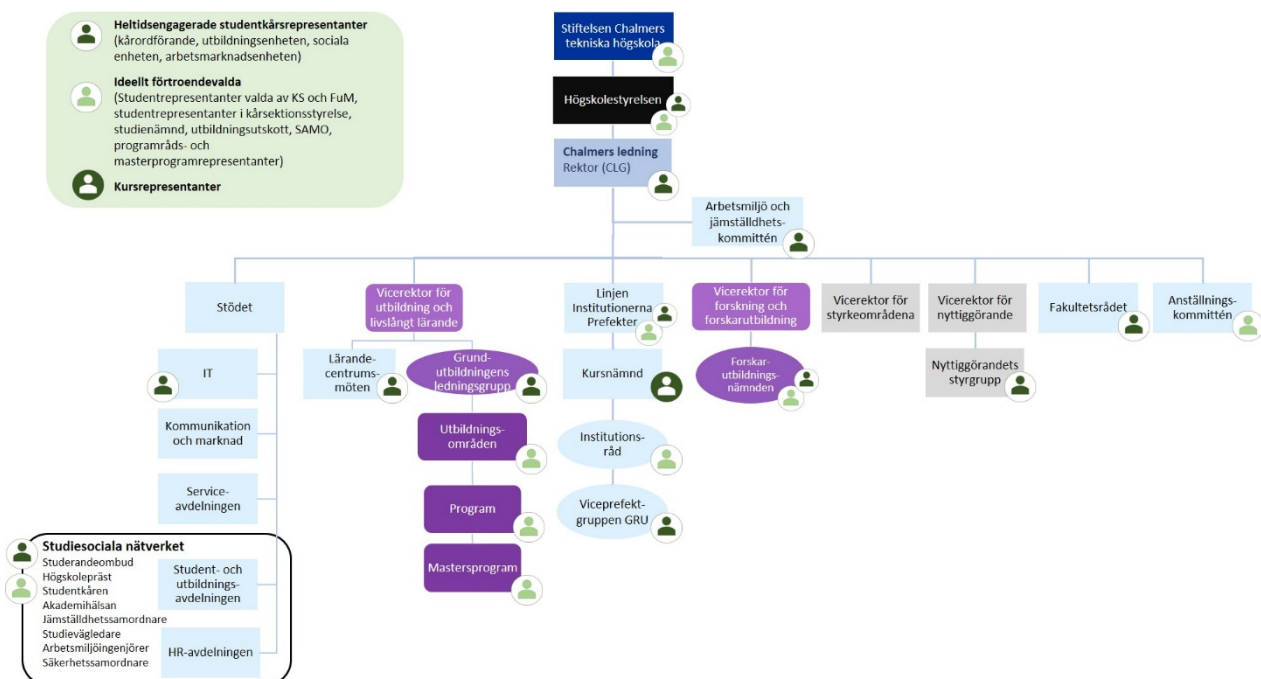 Heltidsengagerade studentkårsrepresentanter
(kårordförande, utbildningsenheten, sociala
enheten, arbetsmarknadsenheten)
Ideellt förtroendevalda
(Studentrepresentanter valda av KS och FuM,
studentrepresentanter i kårsektionsstyrelse,
studienämnd, utbildningsutskott, SAMO,
programråds- och
masterprogramrepresentanter)
Kursrepresentanter
Stiftelsen Chalmers
tekniska högskola
Högskolestyrelsen
Chalmers ledning
Rektor (CLG)
Arbetsmiljö och
jämställdhets-
kommittén
Stödet
Vicerektor för
utbildning och
livslångt lärande
Linjen
Institutionerna
Prefekter
Vicerektor för
forskning och
forskarutbildning
Vicerektor för
styrkeområdena
Vicerektor för
nyttiggörande
Fakultetsrådet
Anställnings-
kommittén
IT
Lärande-
centrums-
möten
Grund-
utbildningens
ledningsgrupp
Kursnämnd
Forskar-
utbildnings-
nämnden
Nyttiggörandets
styrgrupp
Kommunikation
och marknad
Utbildnings-
områden
Institutions-
råd
Service-
avdelningen
Program
Viceprefekt-
gruppen GRU
Mastersprogram
Studiesociala nätverket
Studerandeombud
Högskolepräst
Studentkåren
Akademihälsan
Jämställdhetssamordnare
Studievägledare
Arbetsmiljöingenjörer
Säkerhetssamordnare
Student- och
utbildnings-
avdelningen
HR-avdelningen